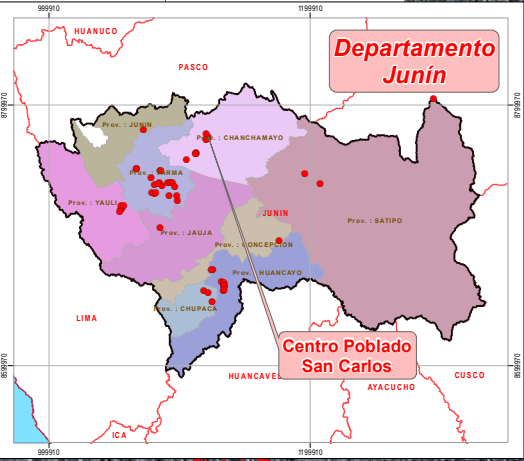 999910
1199910
HUANUCO
Departamento
Junín
PASCO
8799970
8799970
Prov. : JUNIN
Prov. : CHANCHAMAYO
Prov. : TARMA
Prov. : YAULI
JUNIN
Prov. : SATIPO
Prov. : JAUJA
Prov. : CONCEPCION
Prov. : HUANCAYO
Prov. : CHUPACA
LIMA
Centro Poblado
San Carlos
8599970
8599970
CUSCO
AYACUCHO
ICA
999910
1199910